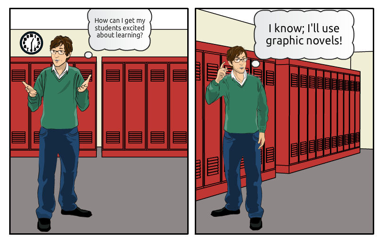 How can I get my
students excited
about learning?
I know; I'll use
graphic novels!